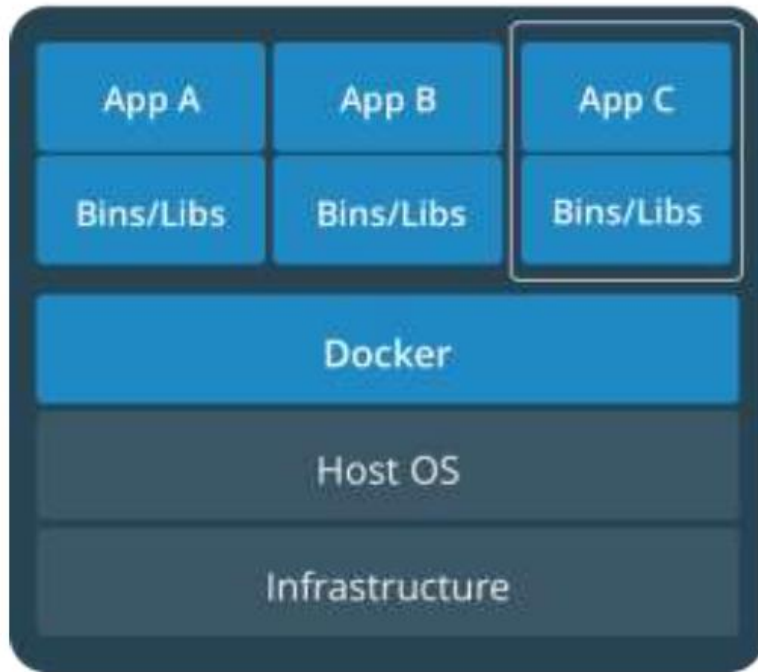 App A App B App C
Bins/Libs Bins/Libs Bins/Libs
Docker
Host OS
Infrastructure